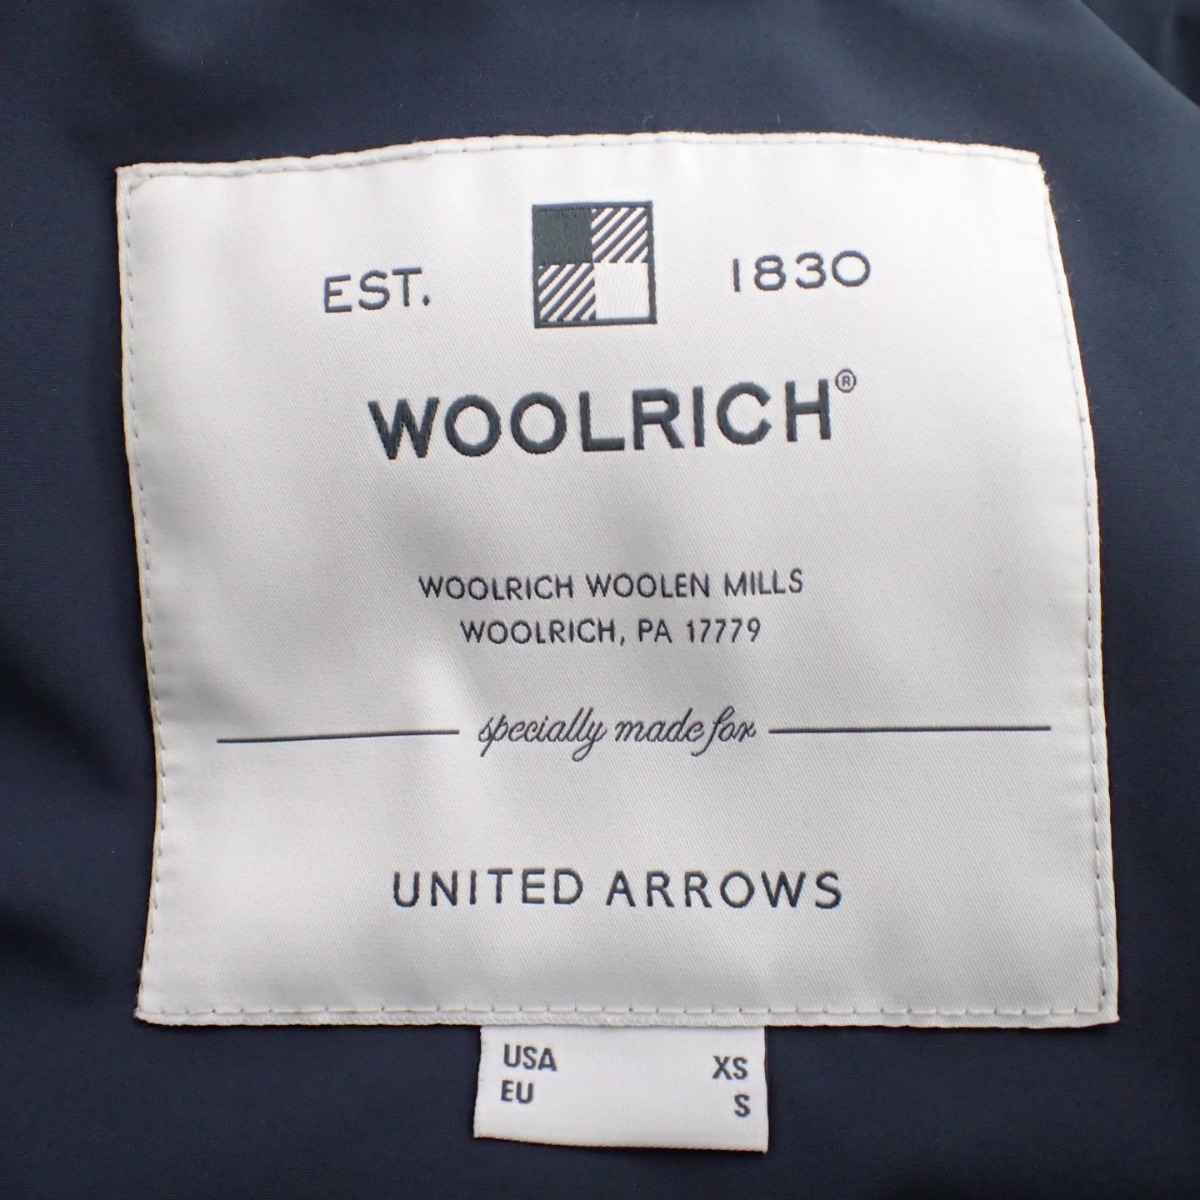 EST. 1830
WOOLRICH®
WOOLRICH WOOLEN MILLS
WOOLRICH, PA 17779
specially made for
UNITED ARROWS
USA XS
EU S